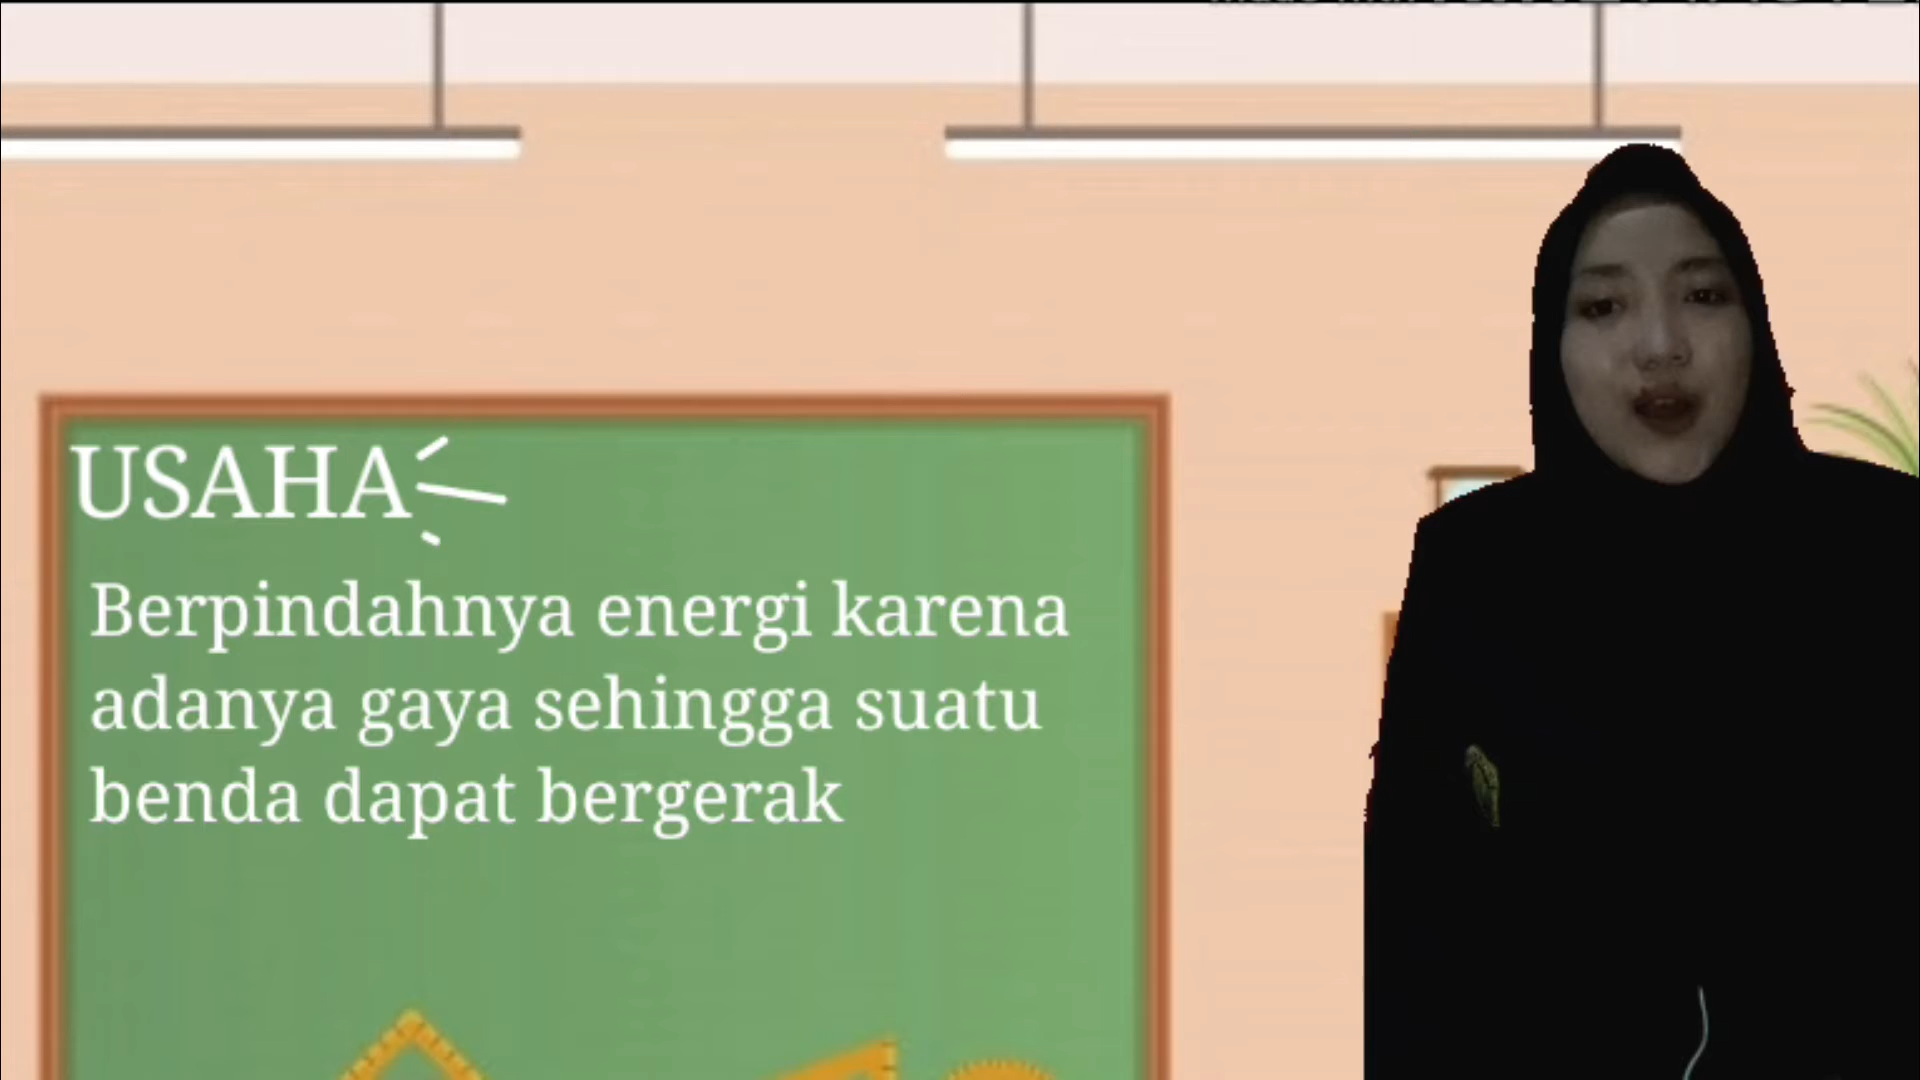 USAHA
Berpindahnya energi karena
adanya gaya sehingga suatu
benda dapat bergerak